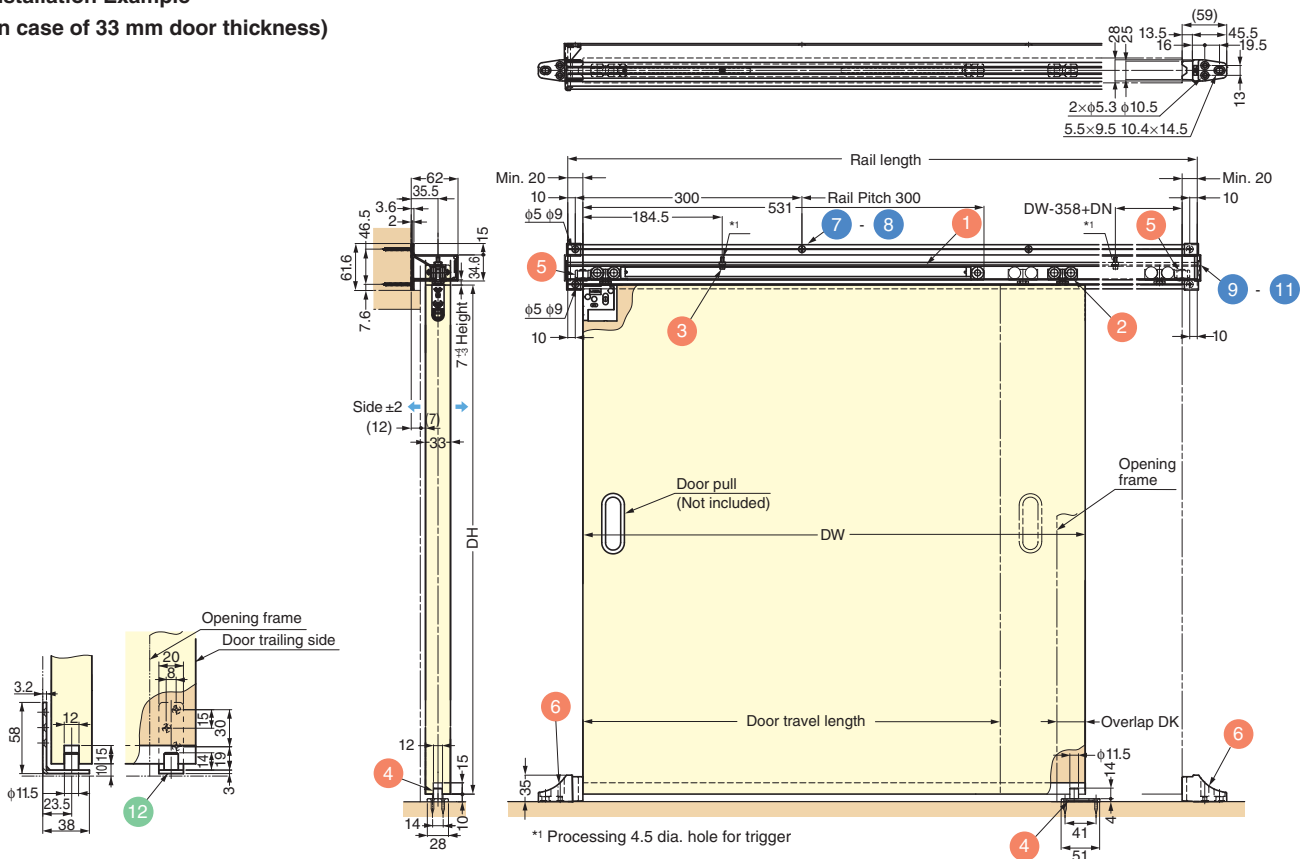 nstallation Example
n case of 33 mm door thickness)
(59)
13.5
45.5
16
19.5
28
25
13
2×φ5.3 φ10.5
5.5×9.5 10.4×14.5
Rail length
Min. 20
Min. 20
10
300
Rail Pitch 300
10
531
DW-358+DN
184.5
*1
*1
φ5 φ9
7 - 8
1
5
5
9 - 11
62
35.5
3.6
2
46.5
61.6
7.6
15
34.6
φ5 φ9
10
3
2
10
7 +4 -3 Height
Side ±2
(12)
(7)
33
DH
Door pull
(Not included)
Opening
frame
DW
Opening frame
Door trailing side
20
8
3.2
12
58
15
10
φ11.5
23.5
38
15
30
14
19
3
12
Door travel length
Overlap DK
6
6
12
4
15
10
14
28
35
φ11.5
14
4
41
51
4
*1 Processing 4.5 dia. hole for trigger